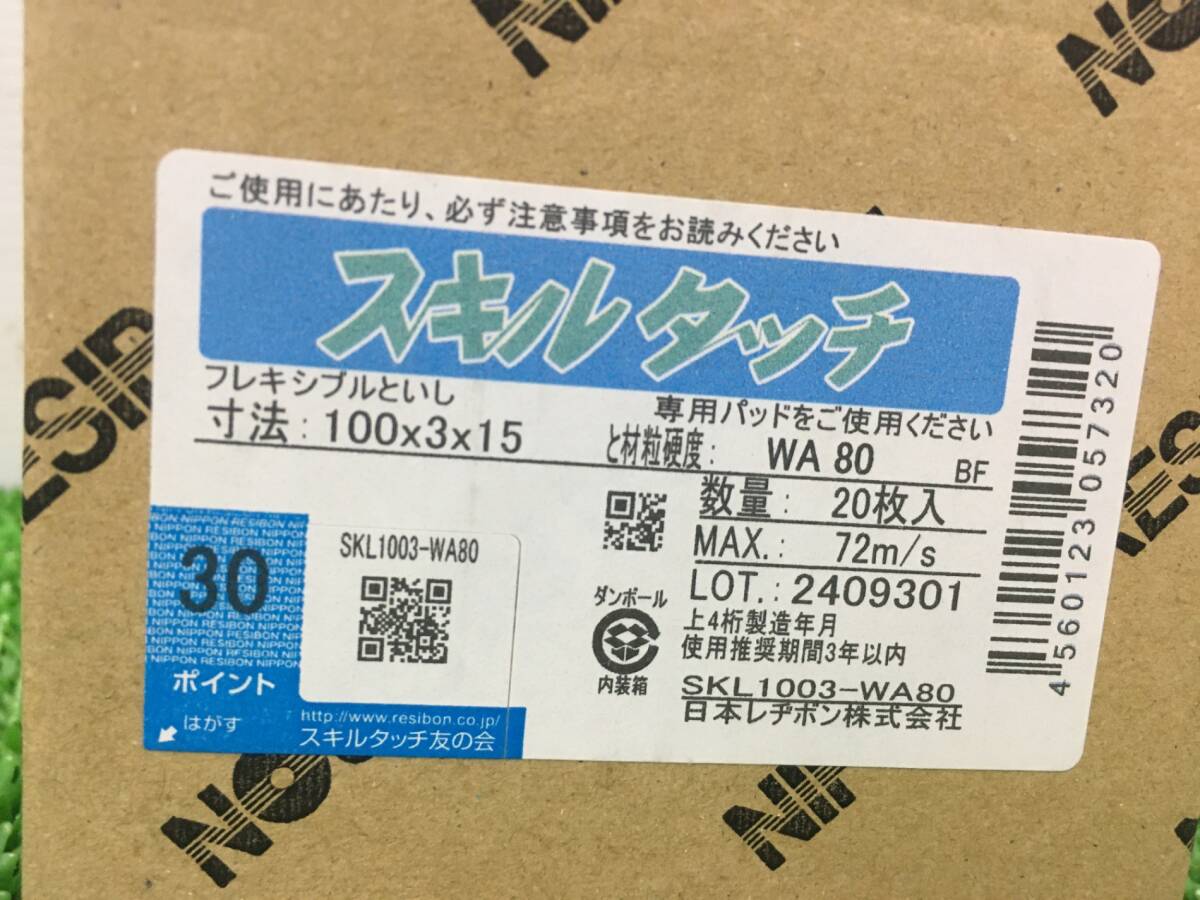 ご使用にあたり、必ず注意事項をお読みください
スキルタッチ
フレキシブルといし
寸法：100x3x15
専用パッドをご使用ください
と材粒硬度：WA 80 BF
数量：20枚入
MAX.：72m/s
LOT.：2409301
上4桁製造年月
使用推奨期間3年以内
SKL1003-WA80
日本レヂボン株式会社
ダンボール
内装箱
4560123057320
NIPPON RESIBON NIPPON
30
ポイント
はがす
SKL1003-WA80
http://www.resibon.co.jp/
スキルタッチ友の会